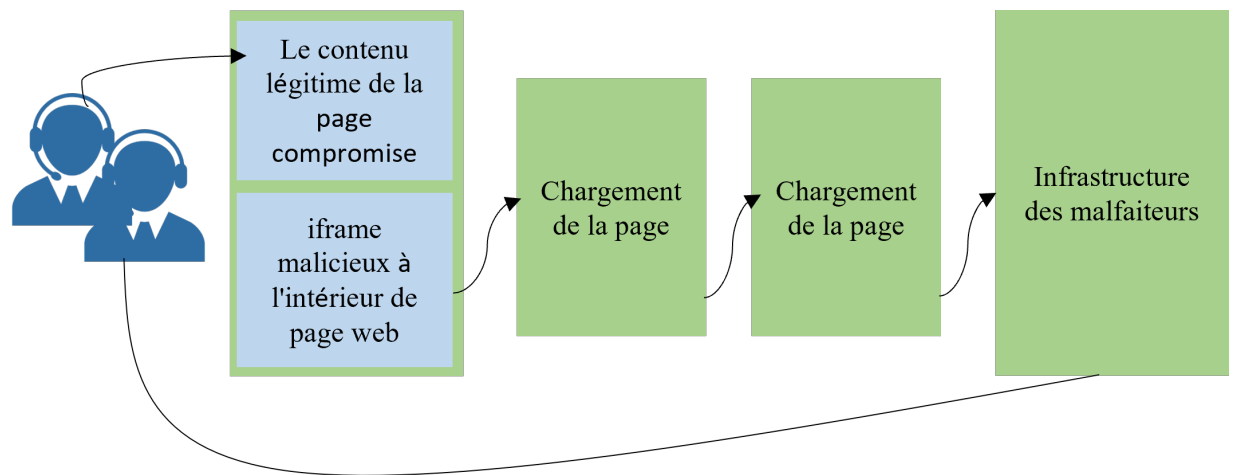 Le contenu
légitime de la
page
compromise
iframe
malicieux à
l'intérieur de
page web
Chargement
de la page
Chargement
de la page
Infrastructure
des malfaiteurs